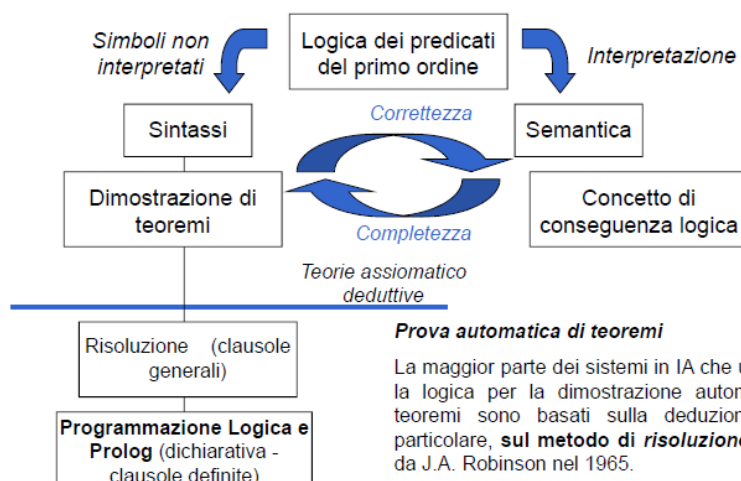 Simboli non
interpretati
Logica dei predicati
del primo ordine
Interpretazione
Correttezza
Sintassi
Semantica
Dimostrazione di
teoremi
Concetto di
conseguenza logica
Completezza
Teorie assiomatico
deduttive
Risoluzione (clausole
generali)
Programmazione Logica e
Prolog (dichiarativa -
clausole definite)
Prova automatica di teoremi
La maggior parte dei sistemi in IA che
la logica per la dimostrazione
teoremi sono basati sulla
particolare, sul metodo di risoluzione
da J.A. Robinson nel 1965.